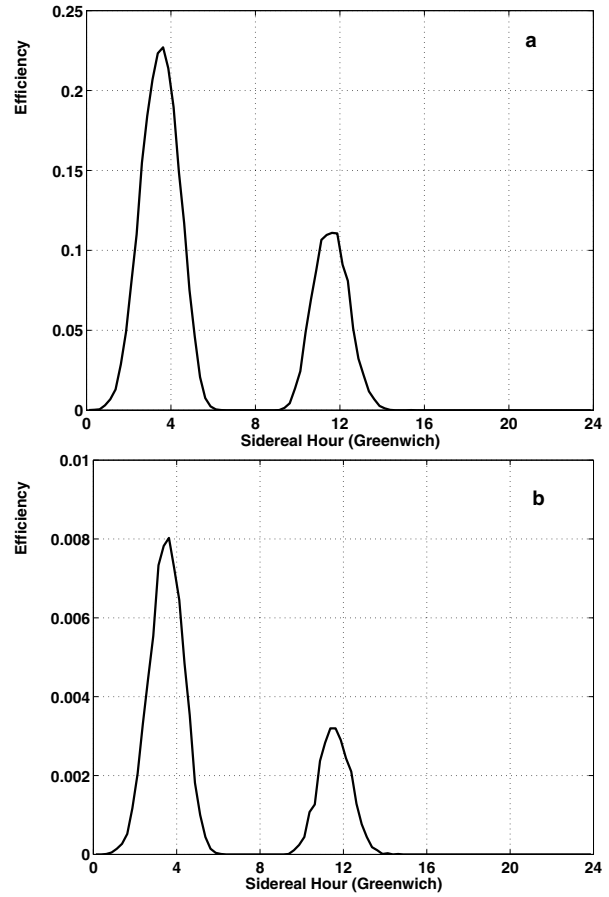 0.25
a
Efficiency
0.2
0.15
0.1
0.05
0
0 4 8 12 16 20 24
Sidereal Hour (Greenwich)
0.01
b
Efficiency
0.008
0.006
0.004
0.002
0
0 4 8 12 16 20 24
Sidereal Hour (Greenwich)